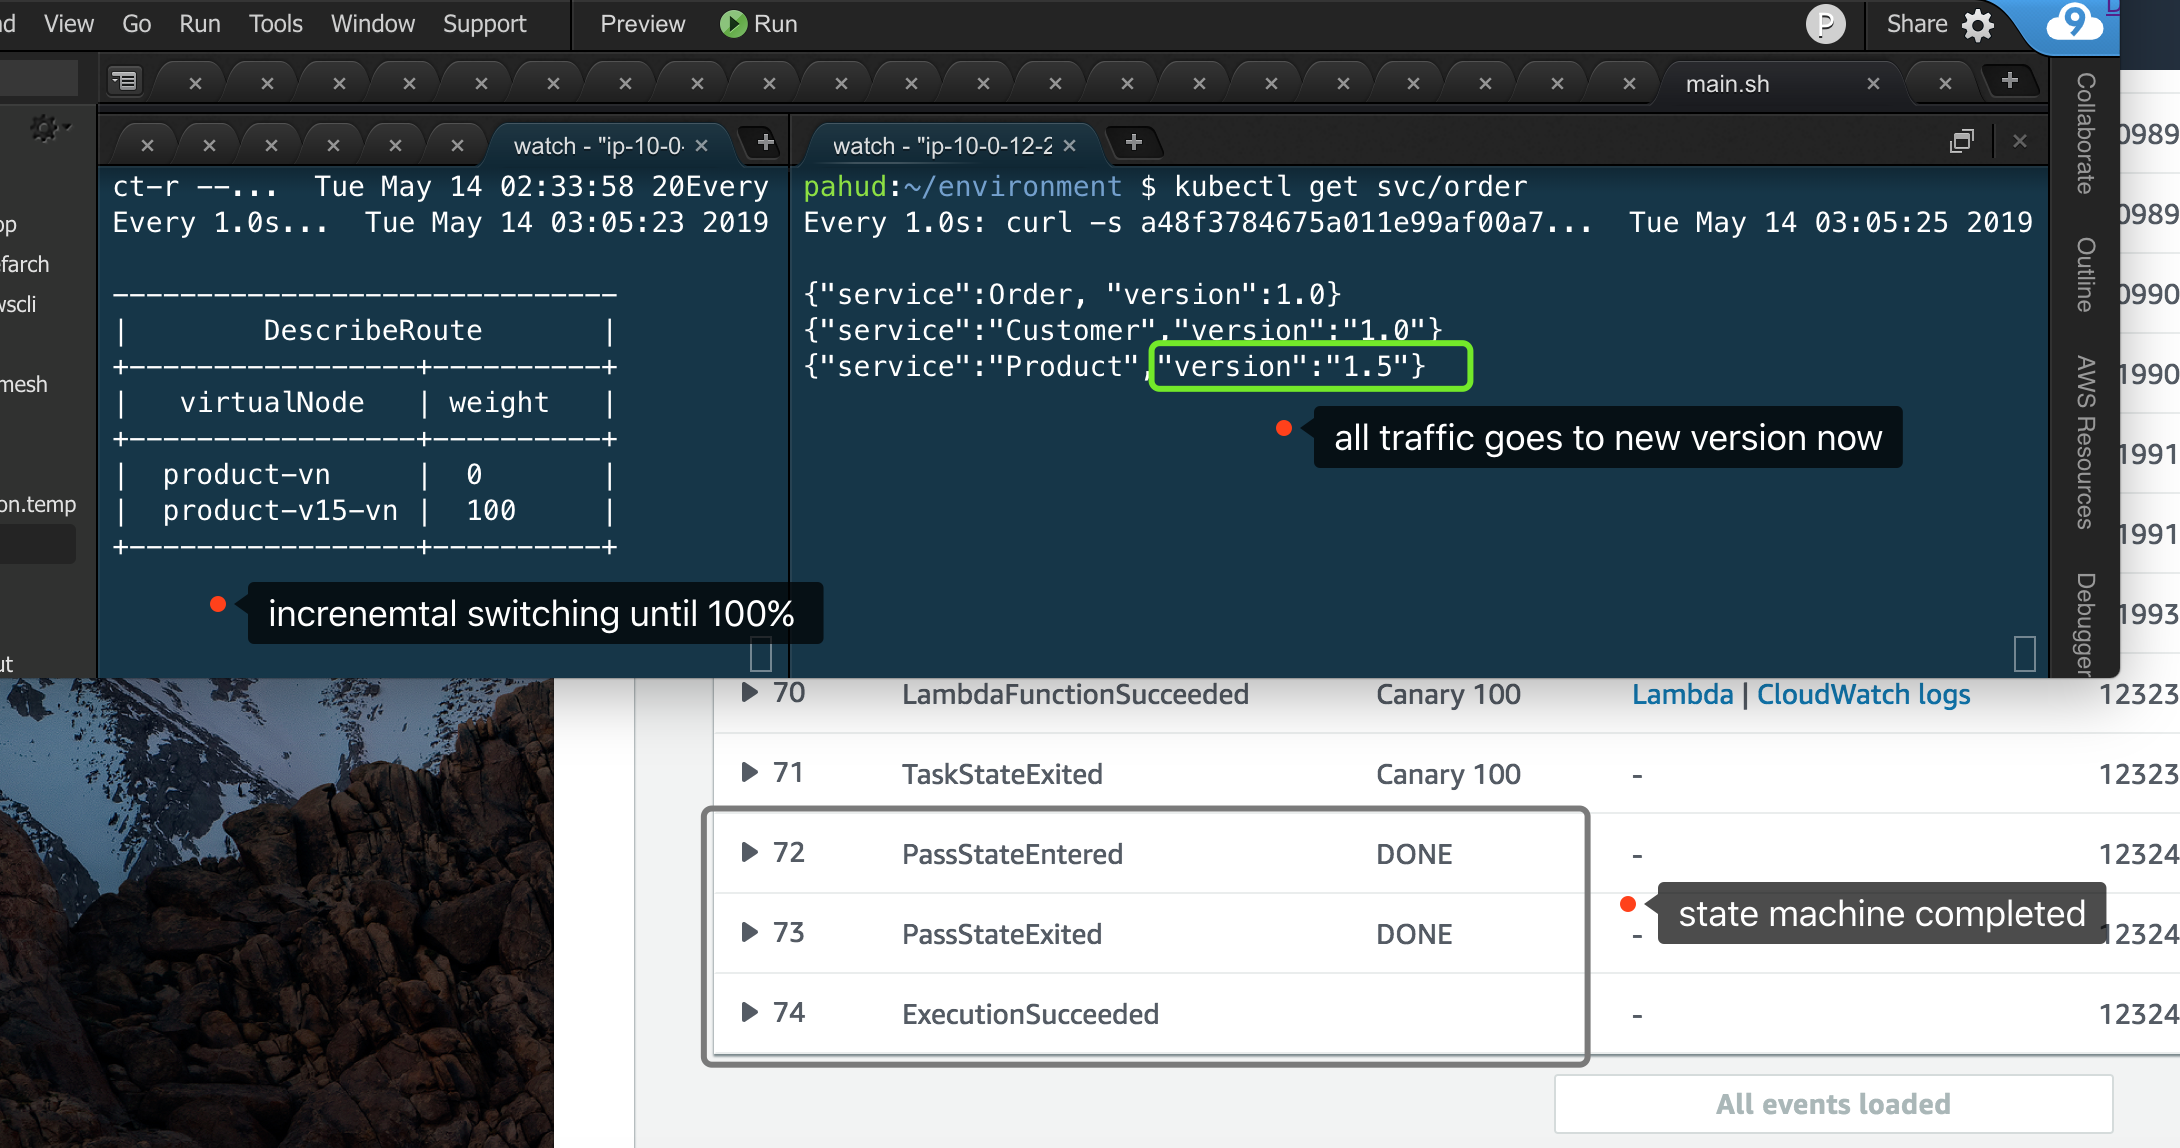 View Go Run Tools Window Support Preview Run P Share 9
main.sh
watch - "ip-10-0- watch - "ip-10-0-12-2
ct-r --... Tue May 14 02:33:58 20Every
Every 1.0s... Tue May 14 03:05:23 2019
------------------------------
| DescribeRoute |
+-----------------+----------+
| virtualNode | weight |
+-----------------+----------+
| product-vn | 0 |
| product-v15-vn | 100 |
+-----------------+----------+
increnemtal switching until 100%
pahud:~/environment $ kubectl get svc/order
Every 1.0s: curl -s a48f3784675a011e99af00a7... Tue May 14 03:05:25 2019
{"service":Order, "version":1.0}
{"service":"Customer","version":"1.0"}
{"service":"Product","version":"1.5"}
all traffic goes to new version now
Collaborate
Outline
AWS Resources
Debugger
op
efarch
wscli
mesh
on.temp
ut
0989
0989
0990
1990
1991
1991
1993
70 LambdaFunctionSucceeded Canary 100 Lambda | CloudWatch logs 12323
71 TaskStateExited Canary 100 - 12323
72 PassStateEntered DONE - 12324
state machine completed
73 PassStateExited DONE - 12324
74 ExecutionSucceeded - 12324
All events loaded